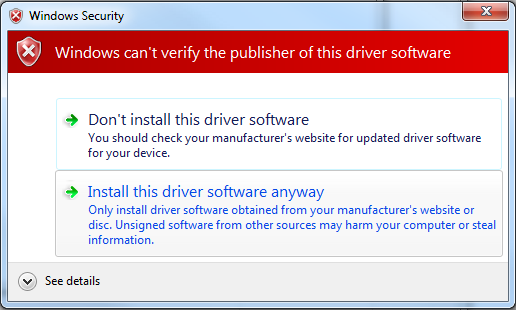 Windows Security
Windows can't verify the publisher of this driver software
Don't install this driver software
You should check your manufacturer's website for updated driver software
for your device.
Install this driver software anyway
Only install driver software obtained from your manufacturer's website or
disc. Unsigned software from other sources may harm your computer or steal
information.
See details